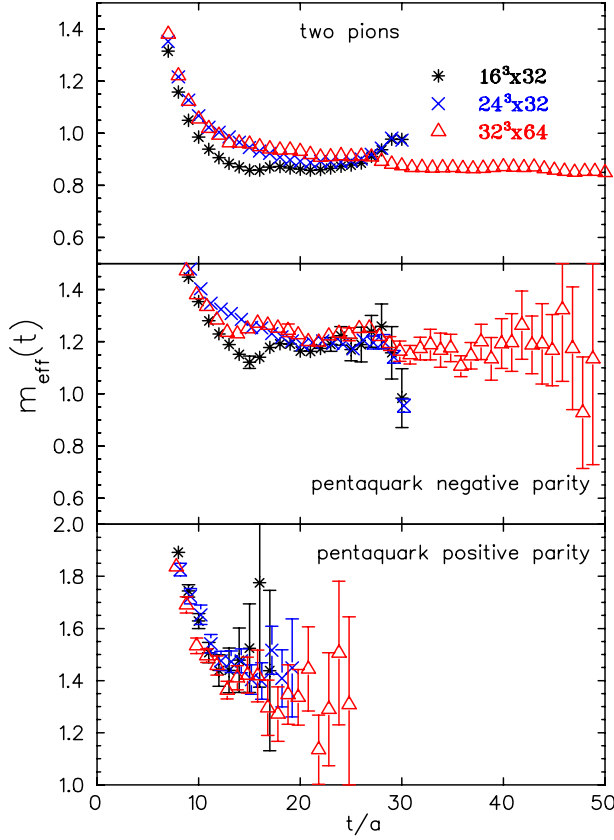 two pions
16³x32
24³x32
32³x64
1.4
1.2
1.0
0.8
0.6
m_eff(t)
1.4
1.2
1.0
0.8
0.6
pentaquark negative parity
2.0
pentaquark positive parity
1.8
1.6
1.4
1.2
1.0
0 10 20 30 40 50
t/a